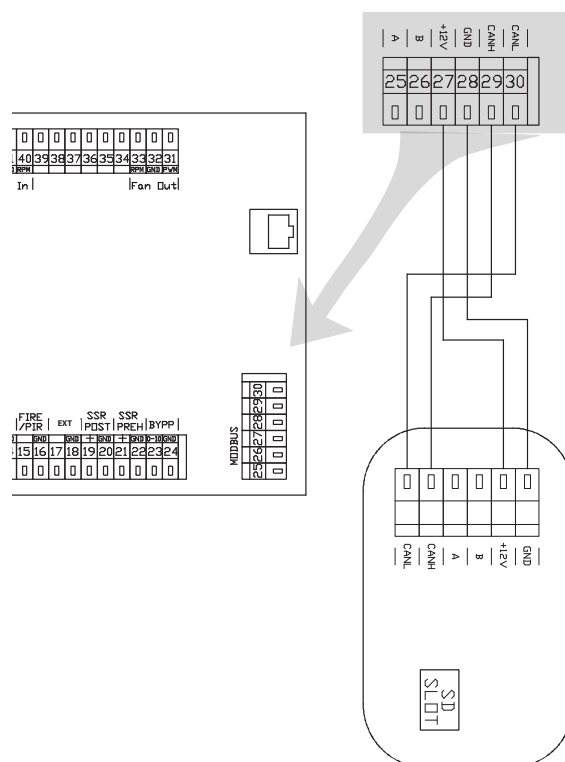 A B +12V GND CANH CANL
25 26 27 28 29 30
40 39 38 37 36 35 34 33 32 31
RPM RPM GND PWM
In Fan Out
FIRE /PIR EXT SSR POST SSR PREH BYPP
GND GND + GND + GND 0-10 GND
15 16 17 18 19 20 21 22 23 24
MODBUS
25 26 27 28 29 30
CANL CANH A B +12V GND
SD
SLOT